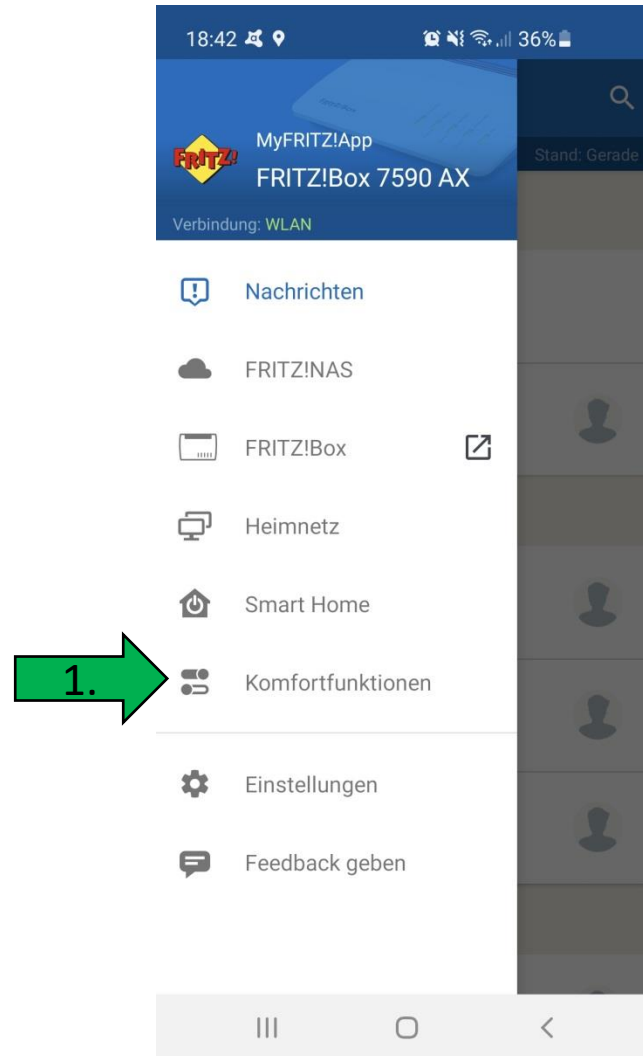 18:42
36%
FRITZ!
MyFRITZ!App
FRITZ!Box 7590 AX
Stand: Gerade
Verbindung: WLAN
Nachrichten
FRITZ!NAS
FRITZ!Box
Heimnetz
Smart Home
1.
Komfortfunktionen
Einstellungen
Feedback geben